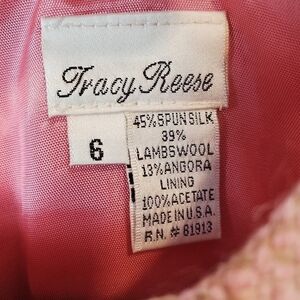 Tracy Reese
6
45% SPUN SILK
39%
LAMBSWOOL
13% ANGORA
LINING
100% ACETATE
MADE IN U.S.A.
R.N. # 81913